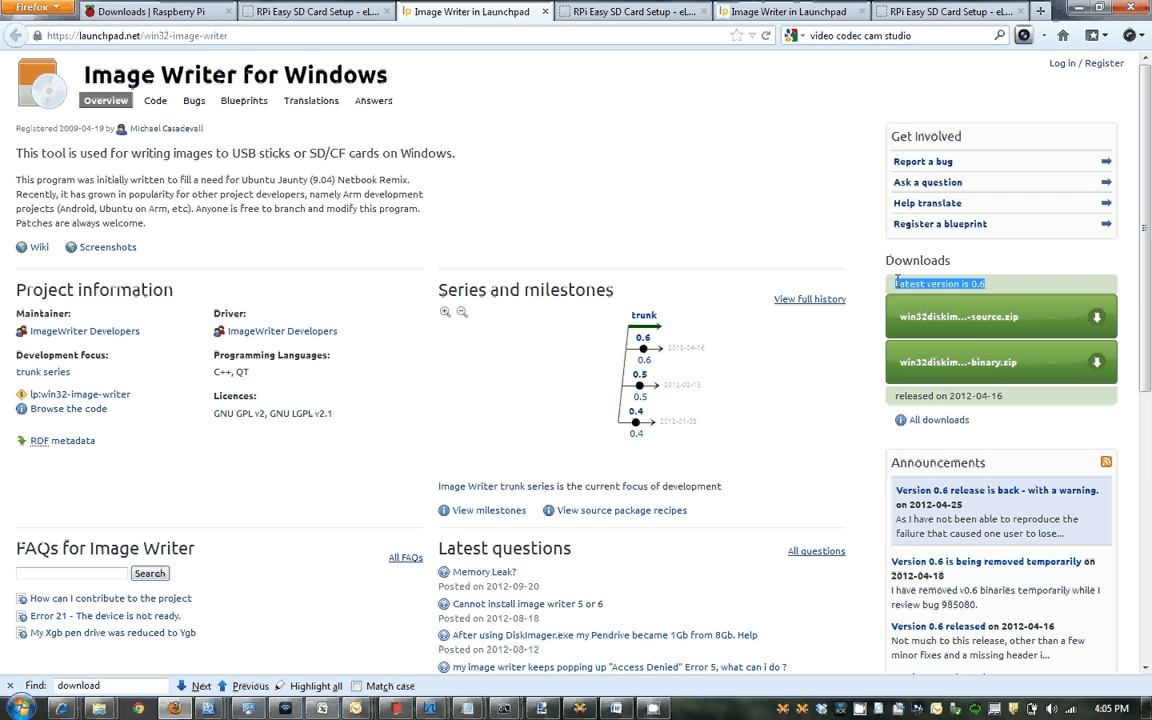 Firefox
Downloads | Raspberry Pi
RPi Easy SD Card Setup - eL...
Image Writer in Launchpad
RPi Easy SD Card Setup - eL...
Image Writer in Launchpad
RPi Easy SD Card Setup - eL...
https://launchpad.net/win32-image-writer
video codec cam studio
Image Writer for Windows
Log in / Register
Overview Code Bugs Blueprints Translations Answers
Registered 2009-04-19 by Michael Casadevall
This tool is used for writing images to USB sticks or SD/CF cards on Windows.
This program was initially written to fill a need for Ubuntu Jaunty (9.04) Netbook Remix.
Recently, it has grown in popularity for other project developers, namely Arm development
projects (Android, Ubuntu on Arm, etc). Anyone is free to branch and modify this program.
Patches are always welcome.
Wiki Screenshots
Get Involved
Report a bug
Ask a question
Help translate
Register a blueprint
Downloads
Latest version is 0.6
win32diskim...-source.zip
win32diskim...-binary.zip
released on 2012-04-16
All downloads
Project information
Maintainer:
ImageWriter Developers
Driver:
ImageWriter Developers
Development focus:
trunk series
Programming Languages:
C++, QT
lp:win32-image-writer
Browse the code
Licences:
GNU GPL v2, GNU LGPL v2.1
RDF metadata
Series and milestones
View full history
trunk
0.6
2012-04-16
0.6
0.5
0.5
0.4
0.4
Image Writer trunk series is the current focus of development
View milestones View source package recipes
Announcements
Version 0.6 release is back - with a warning.
on 2012-04-25
As I have not been able to reproduce the
failure that caused one user to lose...
Version 0.6 is being removed temporarily on
2012-04-18
I have removed v0.6 binaries temporarily while I
review bug 985080.
Version 0.6 released on 2012-04-16
Not much to this release, other than a few
minor fixes and a missing header i...
FAQs for Image Writer
All FAQs
Search
How can I contribute to the project
Error 21 - The device is not ready.
My Xgb pen drive was reduced to Ygb
Latest questions
All questions
Memory Leak?
Posted on 2012-09-20
Cannot install image writer 5 or 6
Posted on 2012-08-18
After using DiskImager.exe my Pendrive became 1Gb from 8Gb. Help
Posted on 2012-08-12
my image writer keeps popping up "Access Denied" Error 5, what can i do ?
Find: download Next Previous Highlight all Match case
4:05 PM